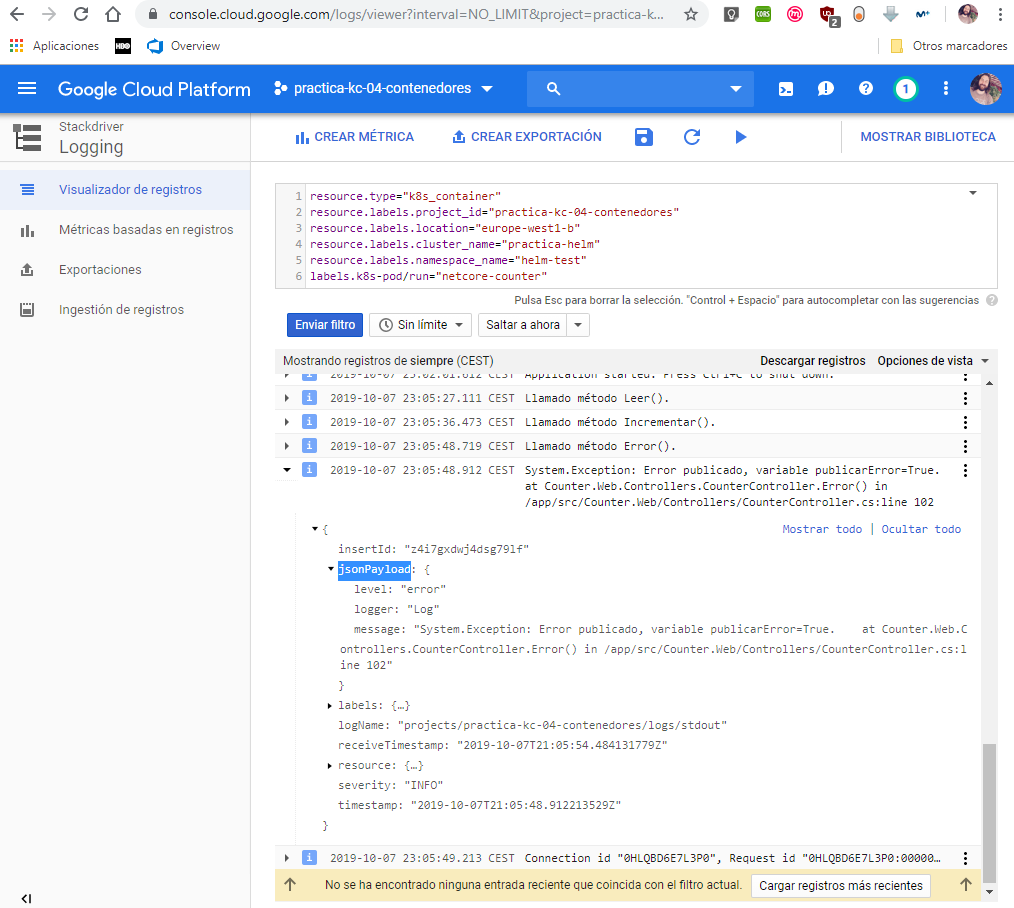 console.cloud.google.com/logs/viewer?interval=NO_LIMIT&project=practica-k...
CORS
2
Aplicaciones
HBO
Overview
Otros marcadores
Google Cloud Platform
practica-kc-04-contenedores
1
Stackdriver
Logging
CREAR MÉTRICA
CREAR EXPORTACIÓN
MOSTRAR BIBLIOTECA
Visualizador de registros
Métricas basadas en registros
Exportaciones
Ingestión de registros
1 resource.type="k8s_container"
2 resource.labels.project_id="practica-kc-04-contenedores"
3 resource.labels.location="europe-west1-b"
4 resource.labels.cluster_name="practica-helm"
5 resource.labels.namespace_name="helm-test"
6 labels.k8s-pod/run="netcore-counter"
Pulsa Esc para borrar la selección. "Control + Espacio" para autocompletar con las sugerencias
Enviar filtro
Sin límite
Saltar a ahora
Mostrando registros de siempre (CEST)
Descargar registros
Opciones de vista
2019-10-07 23:02:01.612 CEST Application started. Press Ctrl+C to shut down.
2019-10-07 23:05:27.111 CEST Llamado método Leer().
2019-10-07 23:05:36.473 CEST Llamado método Incrementar().
2019-10-07 23:05:48.719 CEST Llamado método Error().
2019-10-07 23:05:48.912 CEST System.Exception: Error publicado, variable publicarError=True.
at Counter.Web.Controllers.CounterController.Error() in
/app/src/Counter.Web/Controllers/CounterController.cs:line 102
{
Mostrar todo | Ocultar todo
insertId: "z4i7gxdwj4dsg79lf"
jsonPayload: {
level: "error"
logger: "Log"
message: "System.Exception: Error publicado, variable publicarError=True.    at Counter.Web.C
ontrollers.CounterController.Error() in /app/src/Counter.Web/Controllers/CounterController.cs:l
ine 102"
}
labels: {…}
logName: "projects/practica-kc-04-contenedores/logs/stdout"
receiveTimestamp: "2019-10-07T21:05:54.484131779Z"
resource: {…}
severity: "INFO"
timestamp: "2019-10-07T21:05:48.912213529Z"
}
2019-10-07 23:05:49.213 CEST Connection id "0HLQBD6E7L3P0", Request id "0HLQBD6E7L3P0:00000…
No se ha encontrado ninguna entrada reciente que coincida con el filtro actual.
Cargar registros más recientes